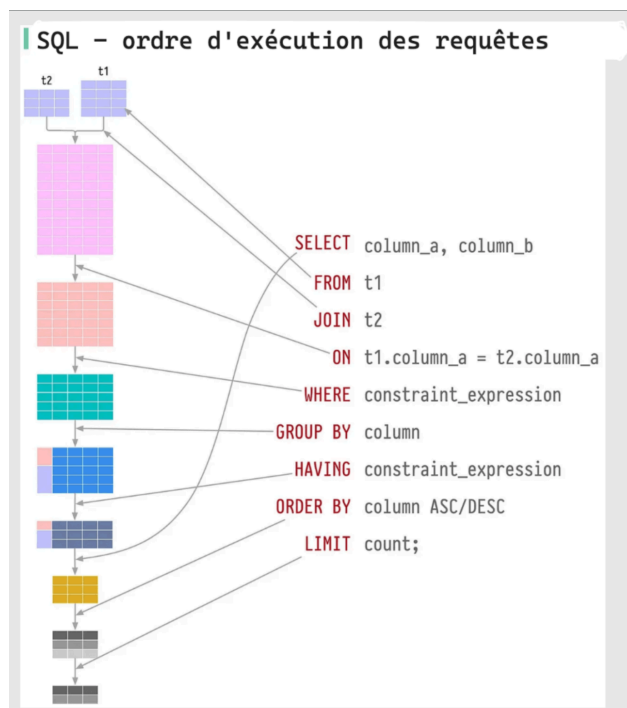 SQL - ordre d'exécution des requêtes
t2
t1
SELECT column_a, column_b
FROM t1
JOIN t2
ON t1.column_a = t2.column_a
WHERE constraint_expression
GROUP BY column
HAVING constraint_expression
ORDER BY column ASC/DESC
LIMIT count;